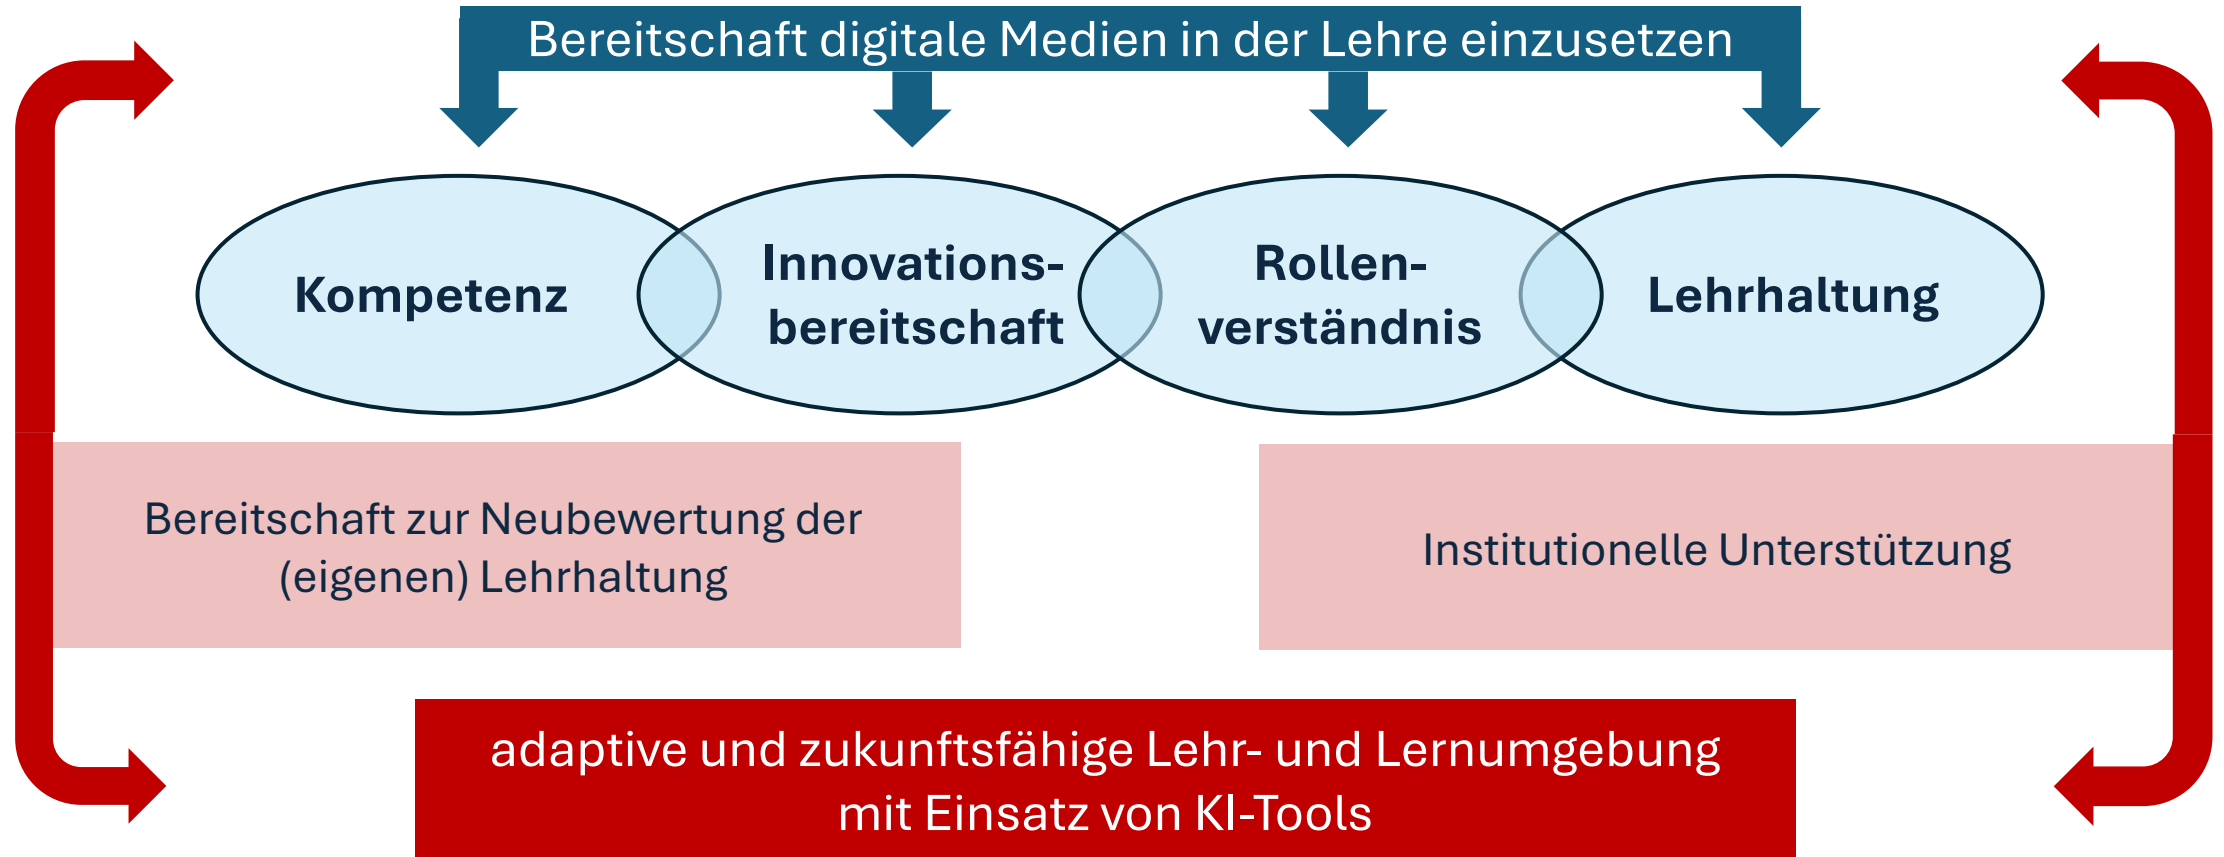 Bereitschaft digitale Medien in der Lehre einzusetzen
Kompetenz
Innovations-
bereitschaft
Rollen-
verständnis
Lehrhaltung
Bereitschaft zur Neubewertung der
(eigenen) Lehrhaltung
Institutionelle Unterstützung
adaptive und zukunftsfähige Lehr- und Lernumgebung
mit Einsatz von KI-Tools